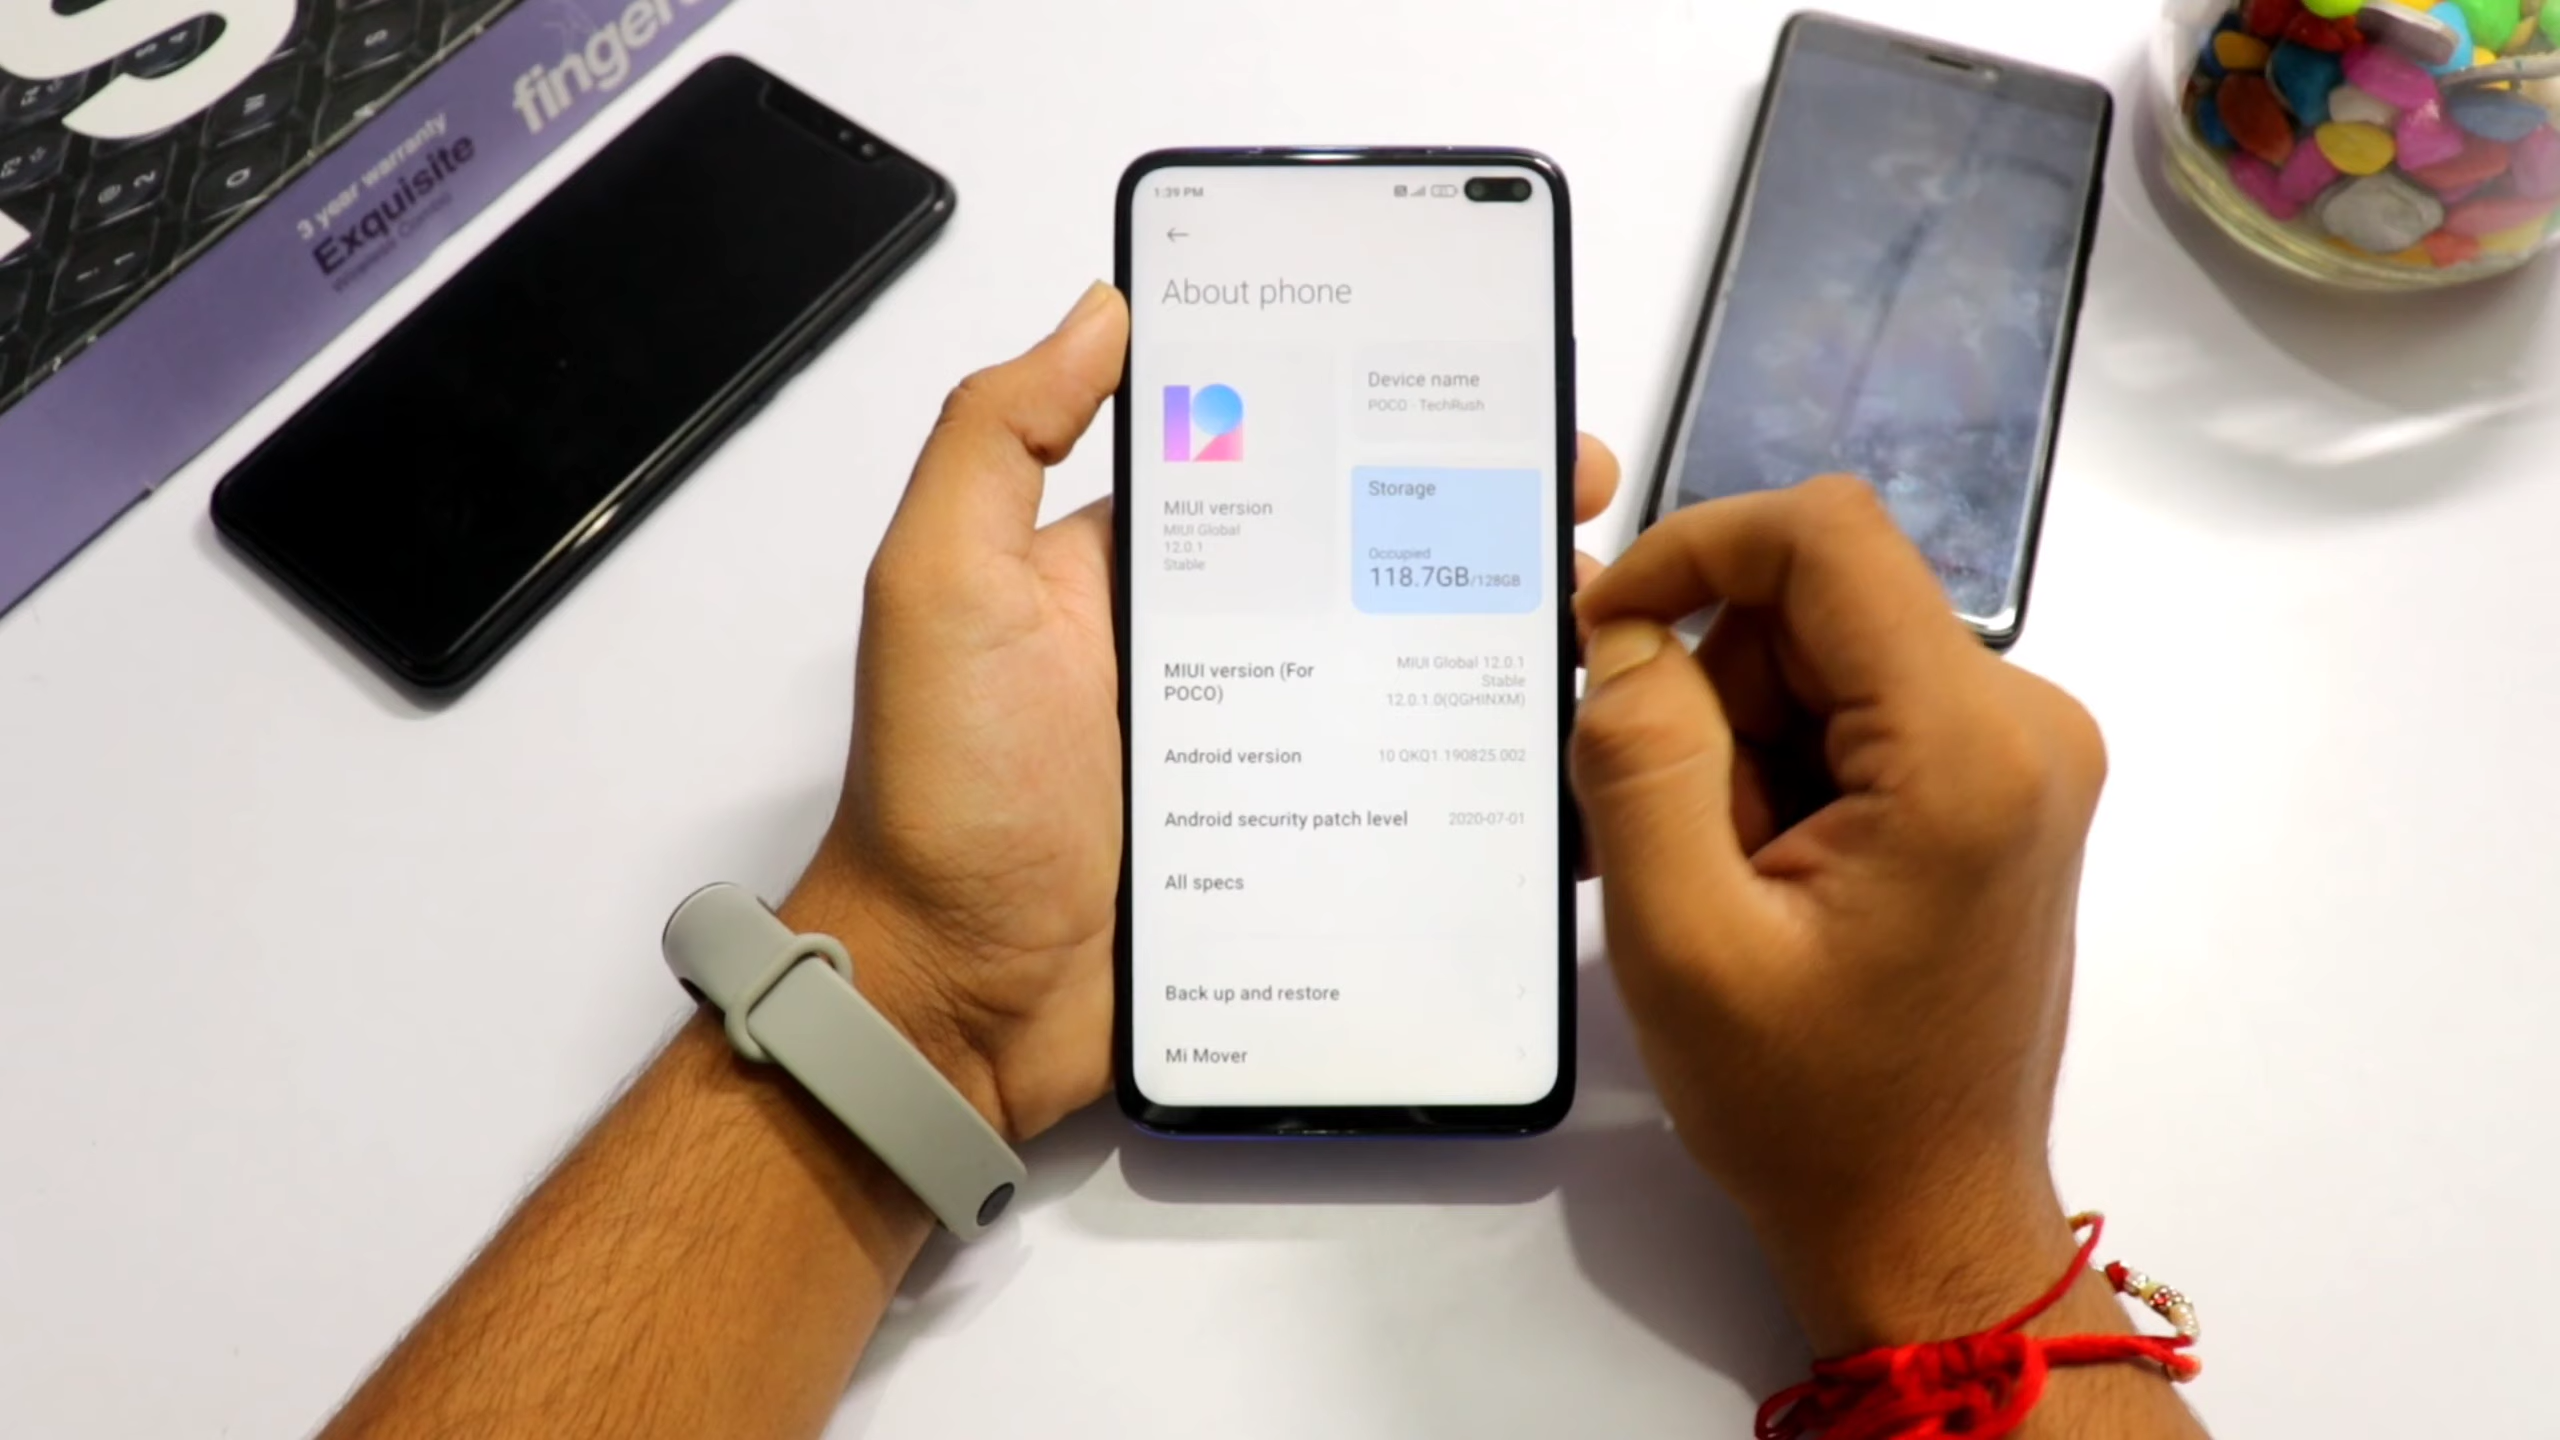 S
3 year warranty
Exquisite
Wireless Combo
finger
1:39 PM
About phone
MIUI version
MIUI Global
12.0.1
Stable
Device name
POCO - TechRush
Storage
Occupied
118.7GB/128GB
MIUI version (For
POCO)
MIUI Global 12.0.1
Stable
12.0.1.0(QGHINXM)
Android version
10 QKQ1.190825.002
Android security patch level
2020-07-01
All specs
Back up and restore
Mi Mover